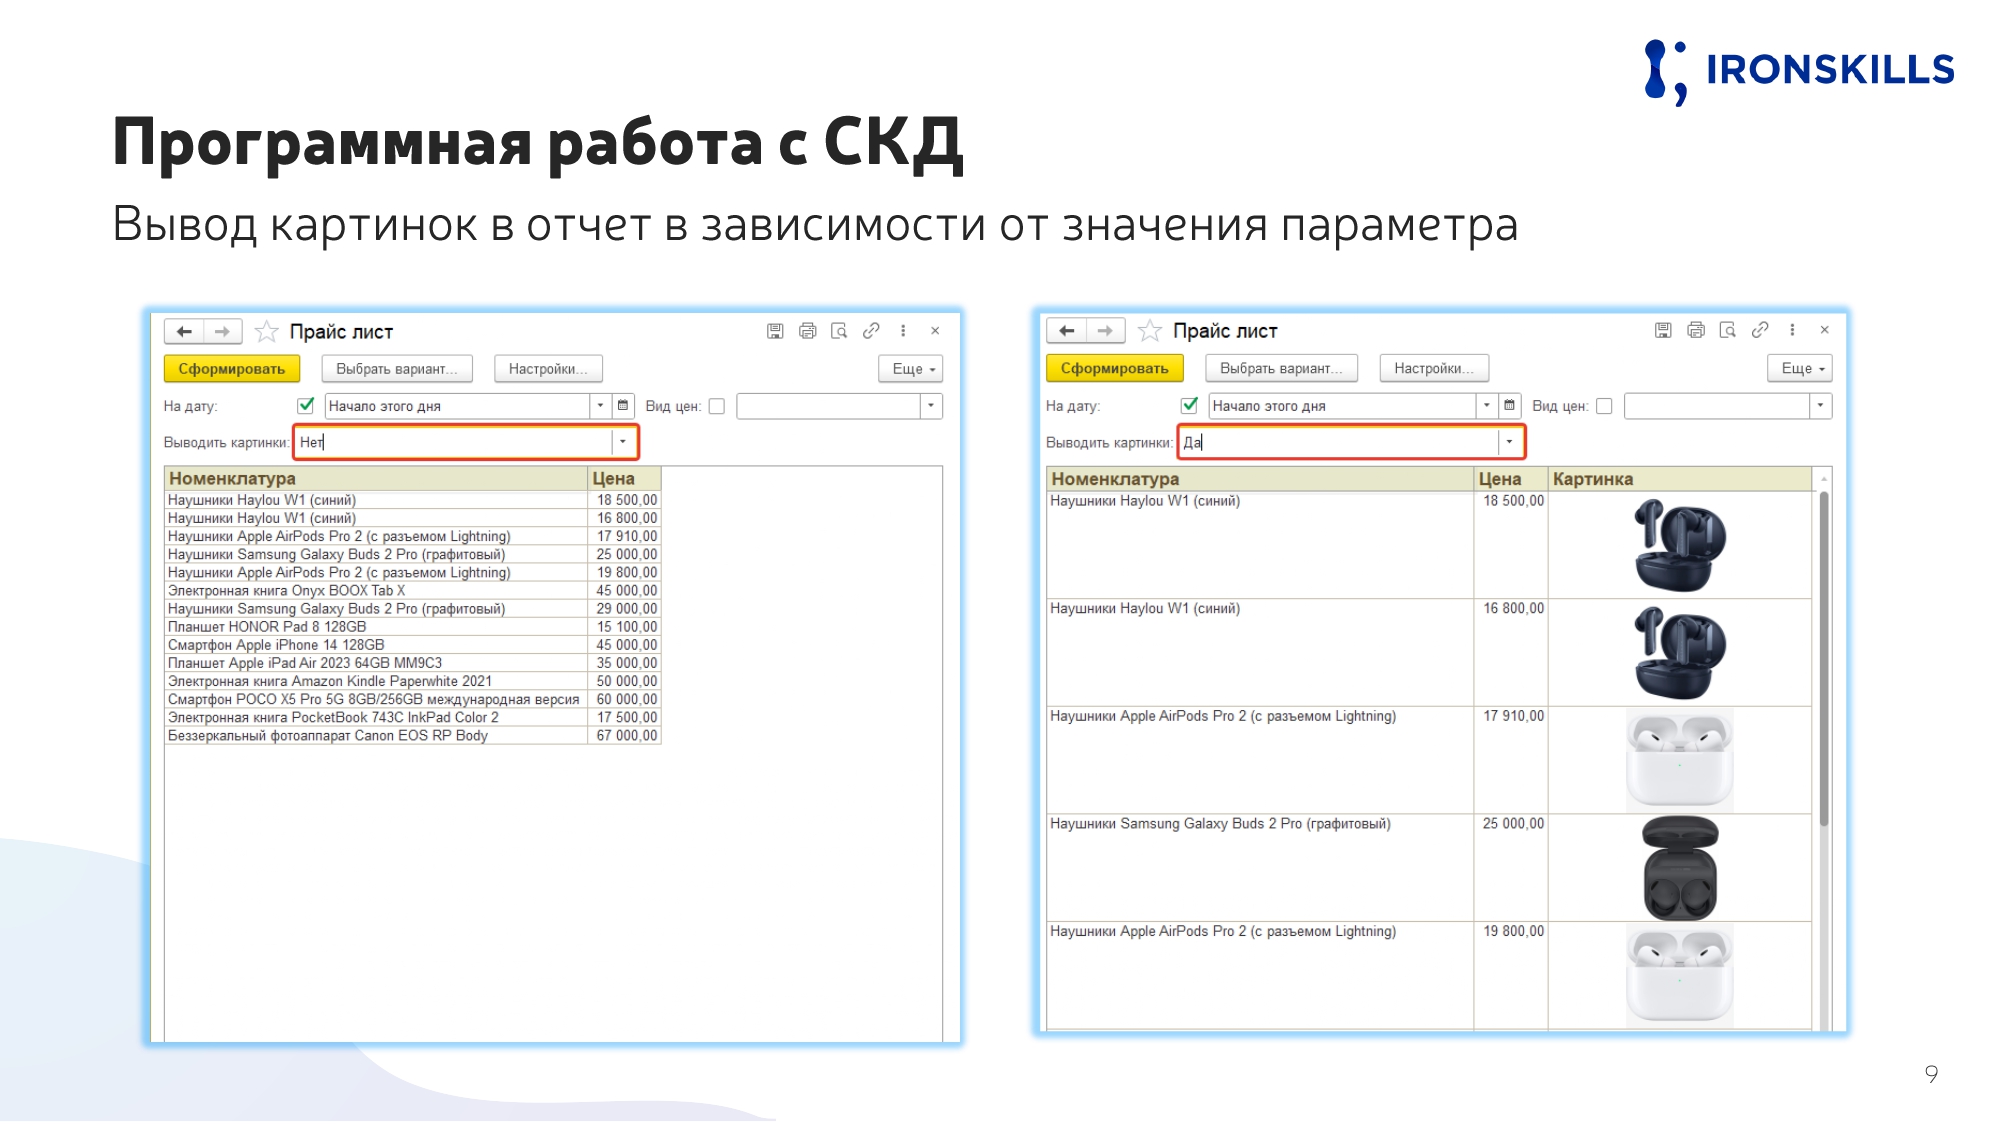 IRONSKILLS
Программная работа с СКД
Вывод картинок в отчет в зависимости от значения параметра
Прайс лист
Сформировать Выбрать вариант... Настройки... Еще
На дату: Начало этого дня Вид цен:
Выводить картинки: Нет
Номенклатура Цена
Наушники Haylou W1 (синий) 18 500,00
Наушники Haylou W1 (синий) 16 800,00
Наушники Apple AirPods Pro 2 (с разъемом Lightning) 17 910,00
Наушники Samsung Galaxy Buds 2 Pro (графитовый) 25 000,00
Наушники Apple AirPods Pro 2 (с разъемом Lightning) 19 800,00
Электронная книга Onyx BOOX Tab X 45 000,00
Наушники Samsung Galaxy Buds 2 Pro (графитовый) 29 000,00
Планшет HONOR Pad 8 128GB 15 100,00
Смартфон Apple iPhone 14 128GB 45 000,00
Планшет Apple iPad Air 2023 64GB MM9C3 35 000,00
Электронная книга Amazon Kindle Paperwhite 2021 50 000,00
Смартфон POCO X5 Pro 5G 8GB/256GB международная версия 60 000,00
Электронная книга PocketBook 743C InkPad Color 2 17 500,00
Беззеркальный фотоаппарат Canon EOS RP Body 67 000,00
Прайс лист
Сформировать Выбрать вариант... Настройки... Еще
На дату: Начало этого дня Вид цен:
Выводить картинки: Да
Номенклатура Цена Картинка
Наушники Haylou W1 (синий) 18 500,00
Наушники Haylou W1 (синий) 16 800,00
Наушники Apple AirPods Pro 2 (с разъемом Lightning) 17 910,00
Наушники Samsung Galaxy Buds 2 Pro (графитовый) 25 000,00
Наушники Apple AirPods Pro 2 (с разъемом Lightning) 19 800,00
9